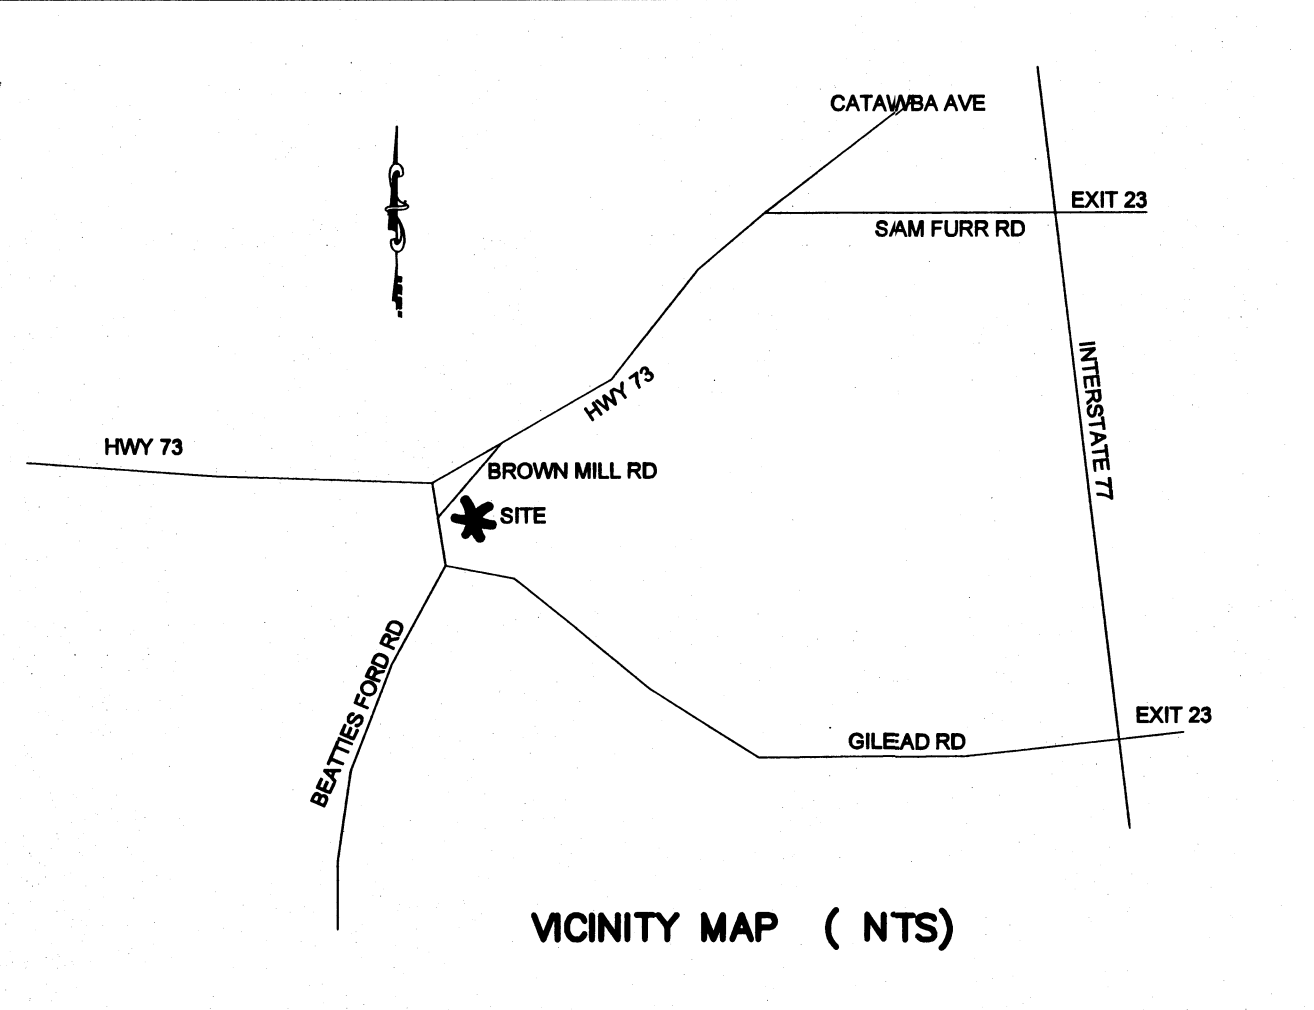 CATAWBA AVE
EXIT 23
SAM FURR RD
INTERSTATE 77
HWY 73
HWY 73
BROWN MILL RD
SITE
BEATTIES FORD RD
EXIT 23
GILEAD RD
VICINITY MAP ( NTS)